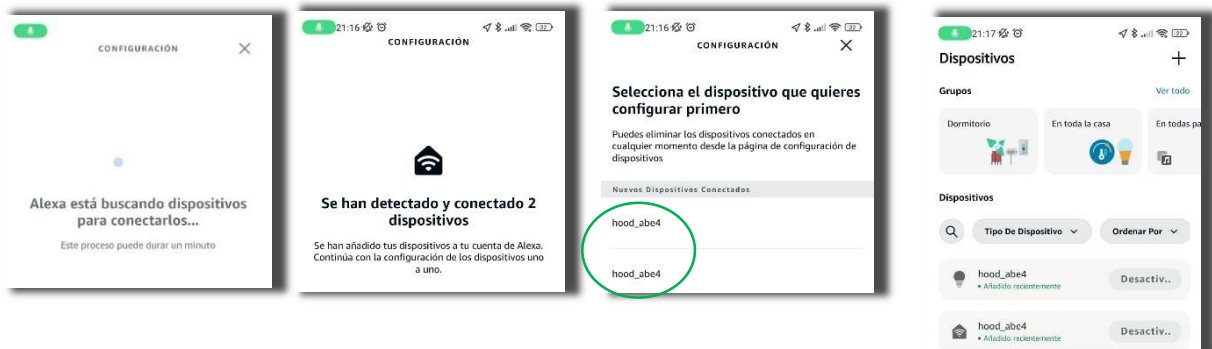 CONFIGURACIÓN
Alexa está buscando dispositivos
para conectarlos...
Este proceso puede durar un minuto
21:16
22
CONFIGURACIÓN
Se han detectado y conectado 2
dispositivos
Se han añadido tus dispositivos a tu cuenta de Alexa.
Continúa con la configuración de los dispositivos uno
a uno.
21:16
22
CONFIGURACIÓN
Selecciona el dispositivo que quieres
configurar primero
Puedes eliminar los dispositivos conectados en
cualquier momento desde la página de configuración de
dispositivos
Nuevos Dispositivos Conectados
hood_abe4
hood_abe4
21:17
22
Dispositivos
Grupos Ver todo
Dormitorio En toda la casa En todas pa
Dispositivos
Tipo De Dispositivo Ordenar Por
hood_abe4
• Añadido recientemente
Desactiv..
hood_abe4
• Añadido recientemente
Desactiv..